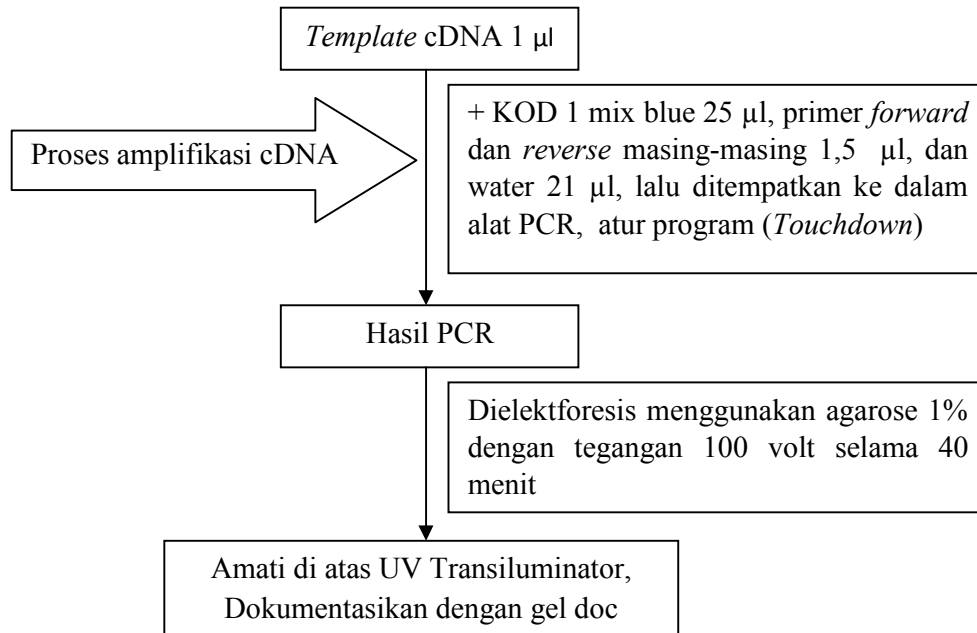 Template cDNA 1 µl
Proses amplifikasi cDNA
+ KOD 1 mix blue 25 µl, primer forward
dan reverse masing-masing 1,5 µl, dan
water 21 µl, lalu ditempatkan ke dalam
alat PCR, atur program (Touchdown)
Hasil PCR
Dielektforesis menggunakan agarose 1%
dengan tegangan 100 volt selama 40
menit
Amati di atas UV Transiluminator,
Dokumentasikan dengan gel doc